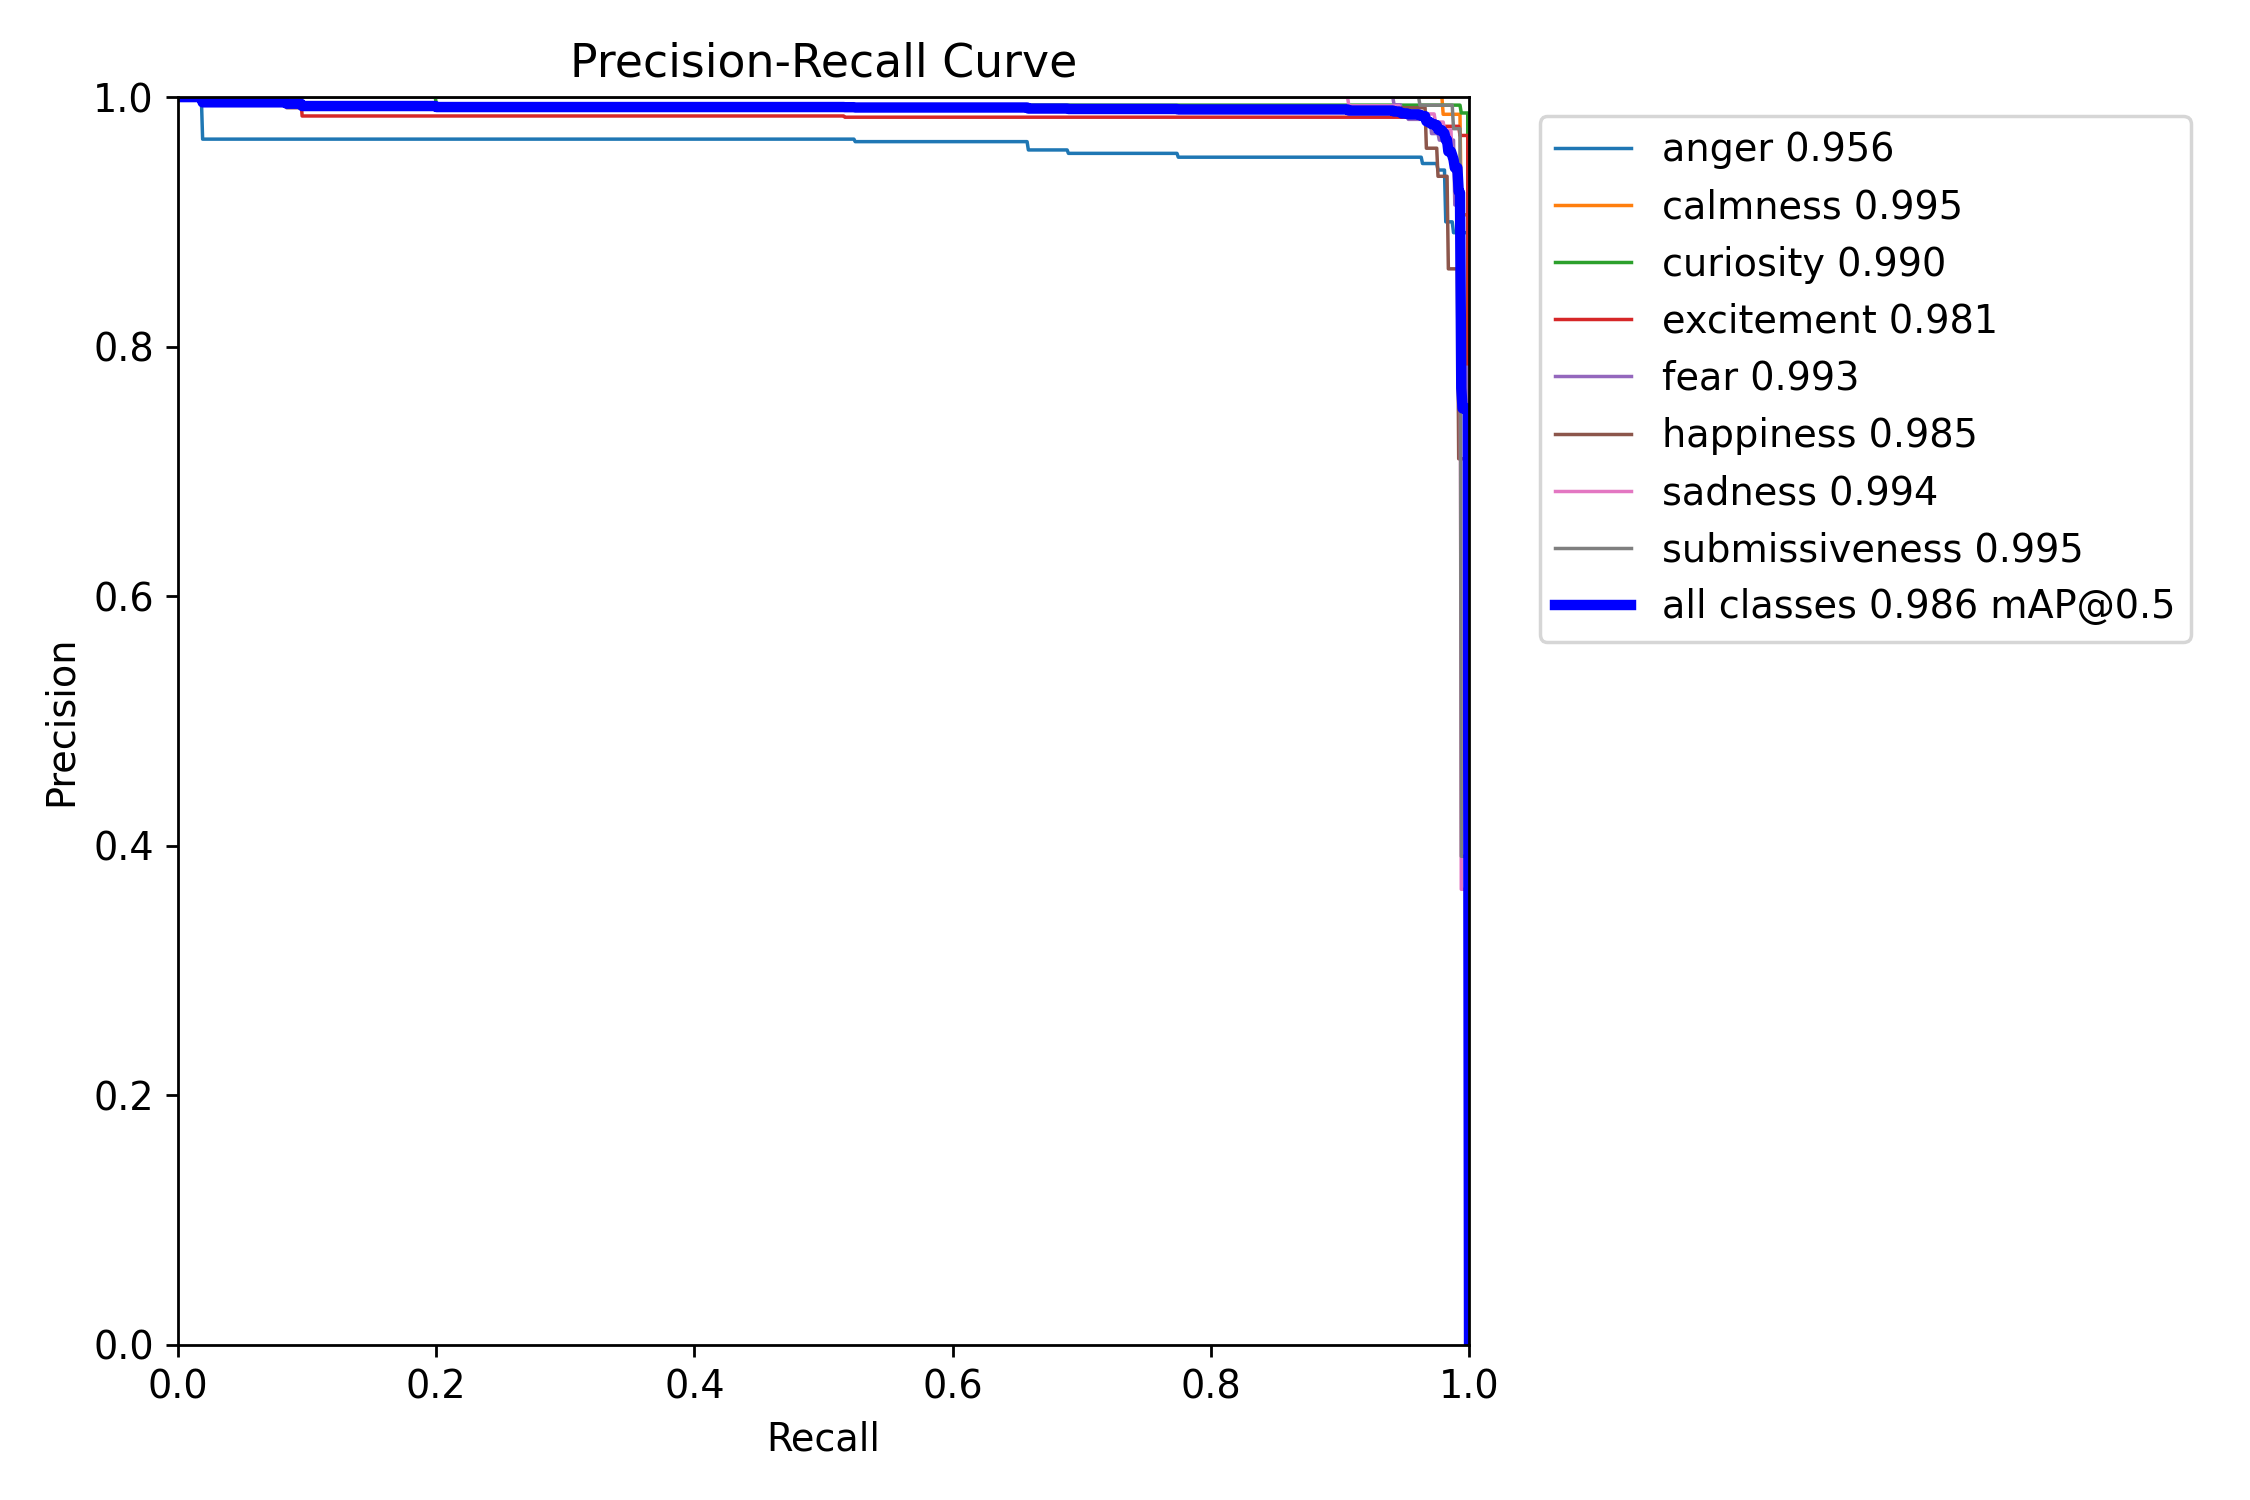 Precision-Recall Curve
1.0
0.8
0.6
0.4
0.2
0.0
Precision
0.0 0.2 0.4 0.6 0.8 1.0
Recall
anger 0.956
calmness 0.995
curiosity 0.990
excitement 0.981
fear 0.993
happiness 0.985
sadness 0.994
submissiveness 0.995
all classes 0.986 mAP@0.5